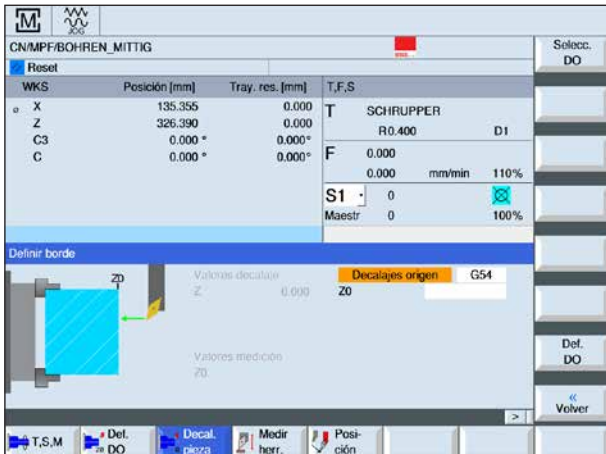 M
JOG
CN/MPF/BOHREN_MITTIG
Reset
WKS Posición [mm] Tray. res. [mm] T,F,S
X 135.355 0.000
Z 326.390 0.000
C3 0.000 ° 0.000°
C 0.000 ° 0.000°
T SCHRUPPER
R0.400 D1
F 0.000
0.000 mm/min 110%
S1 0
Maestr 0 100%
Definir borde
Z0
Valores decalaje
Z 0.000
Valores medición
Z0
Decalajes origen G54
Z0
Selecc.
DO
Def.
DO
«
Volver
>
T,S,M
Def.
DO
Decal.
pieza
Medir
herr.
Posi-
ción